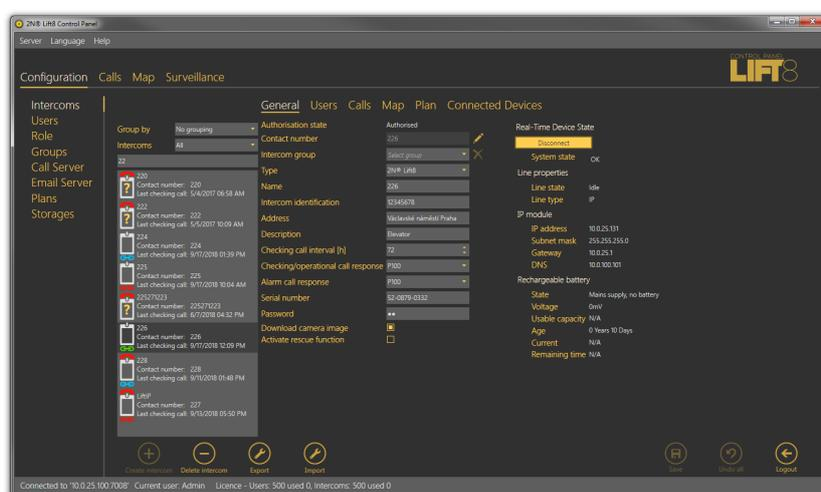 2N® Lift8 Control Panel
Server Language Help
CONTROL PANEL
LIFT8
Configuration Calls Map Surveillance
Intercoms
Users
Role
Groups
Call Server
Email Server
Plans
Storages
Group by No grouping
Intercoms All
22
220
Contact number: 220
Last checking call: 5/4/2017 06:58 AM
222
Contact number: 222
Last checking call: 5/5/2017 10:09 AM
224
Contact number: 224
Last checking call: 9/17/2018 01:39 PM
225
Contact number: 225
Last checking call: 9/17/2018 10:04 AM
225271223
Contact number: 225271223
Last checking call: 6/7/2018 04:32 PM
226
Contact number: 226
Last checking call: 9/17/2018 12:09 PM
228
Contact number: 228
Last checking call: 9/11/2018 01:48 PM
LiftIP
Contact number: 227
Last checking call: 9/13/2018 05:50 PM
General Users Calls Map Plan Connected Devices
Authorisation state Authorised
Contact number 226
Intercom group Select group
Type 2N® Lift8
Name 226
Intercom identification 12345678
Address Václavské náměstí Praha
Description Elevator
Checking call interval [h] 72
Checking/operational call response P100
Alarm call response P100
Serial number 52-0879-0332
Password ●●
Download camera image
Activate rescue function
Real-Time Device State
Disconnect
System state OK
Line properties
Line state Idle
Line type IP
IP module
IP address 10.0.25.131
Subnet mask 255.255.255.0
Gateway 10.0.25.1
DNS 10.0.100.101
Rechargeable battery
State Mains supply, no battery
Voltage 0mV
Usable capacity N/A
Age 0 Years 10 Days
Current N/A
Remaining time N/A
Create intercom Delete intercom Export Import Save Undo all Logout
Connected to '10.0.25.100:7008' Current user: Admin Licence - Users: 500 used 0, Intercoms: 500 used 0